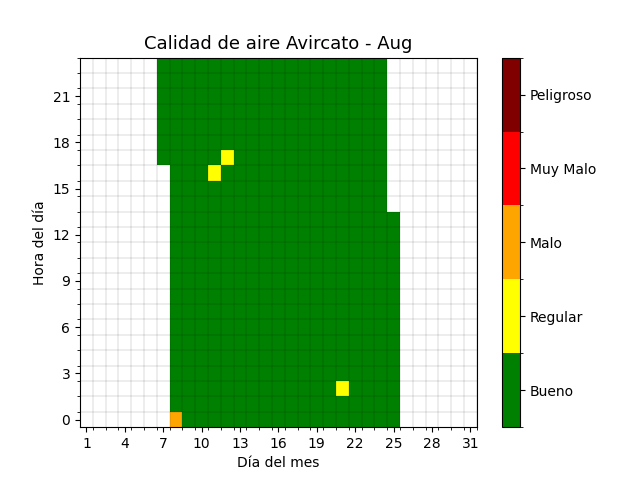 Calidad de aire Avircato - Aug
Hora del día
21
18
15
12
9
6
3
0
1 4 7 10 13 16 19 22 25 28 31
Día del mes
Peligroso
Muy Malo
Malo
Regular
Bueno